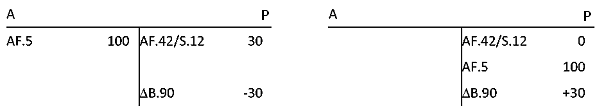 A P
AF.5 100 AF.42/S.12 30
ΔB.90 -30
A P
AF.42/S.12 0
AF.5 100
ΔB.90 +30